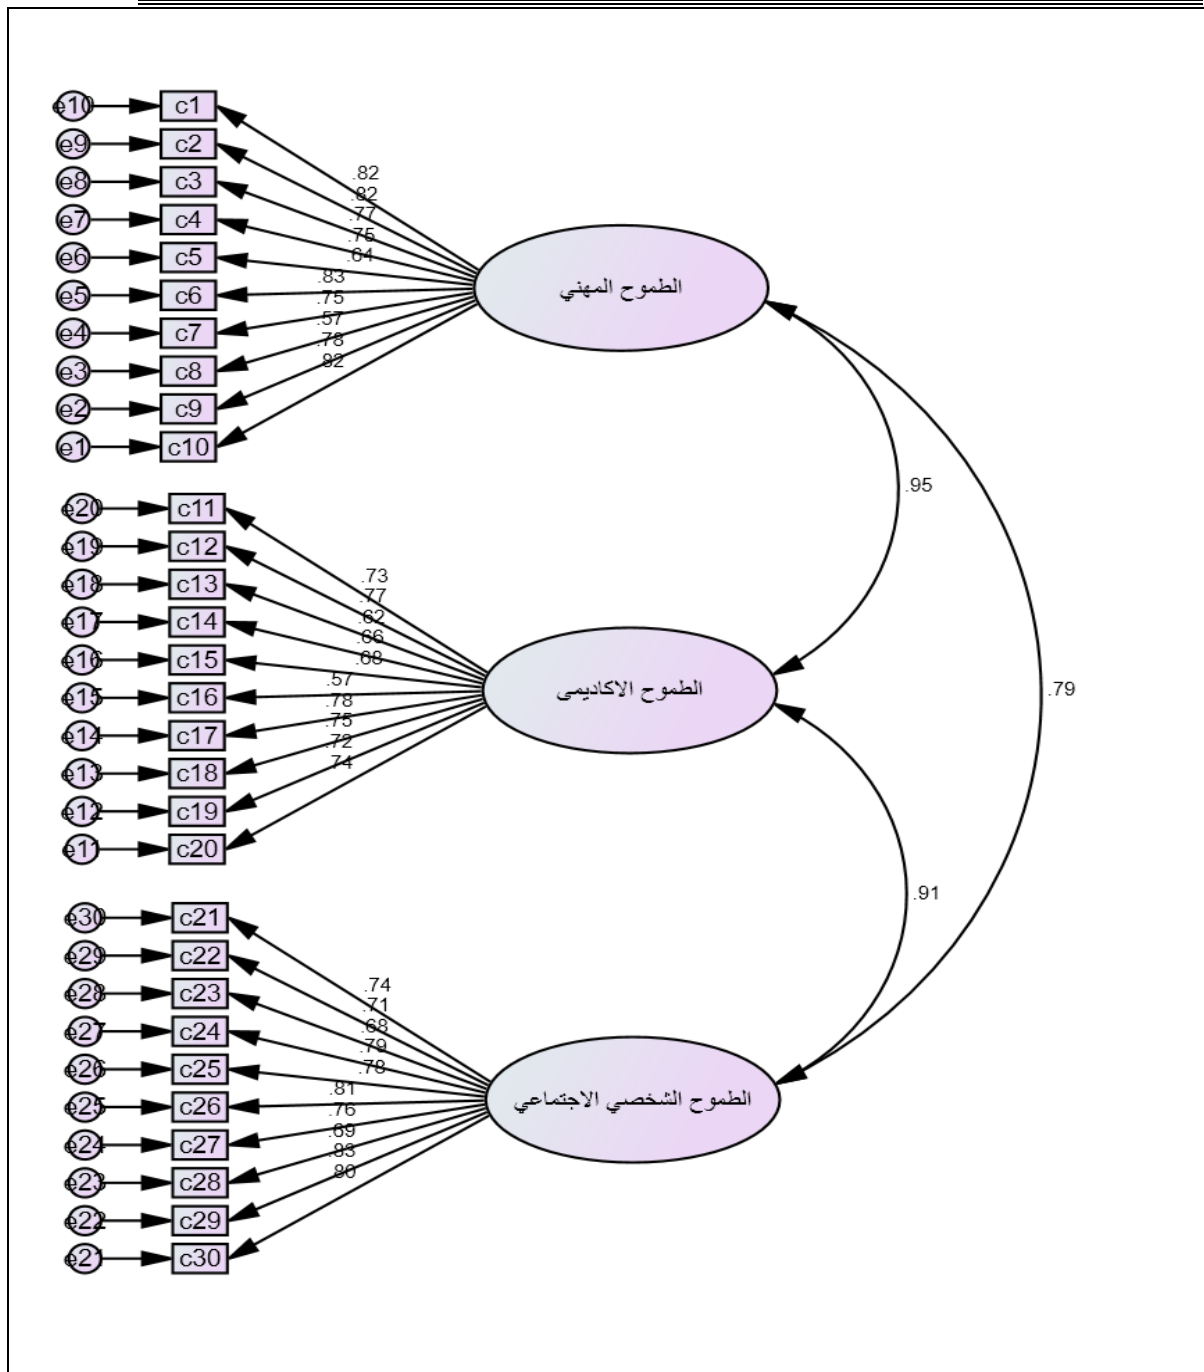 e10 c1
e9 c2
e8 c3
e7 c4
e6 c5
e5 c6
e4 c7
e3 c8
e2 c9
e1 c10
.82
.82
.77
.75
.64
.83
.75
.57
.78
.82
الطموح المهني
.95
e20 c11
e19 c12
e18 c13
e17 c14
e16 c15
e15 c16
e14 c17
e13 c18
e12 c19
e11 c20
.73
.77
.62
.66
.68
.57
.78
.75
.72
.74
الطموح الاكاديمى
.79
.91
e30 c21
e29 c22
e28 c23
e27 c24
e26 c25
e25 c26
e24 c27
e23 c28
e22 c29
e21 c30
.74
.71
.68
.79
.78
.81
.76
.69
.83
.80
الطموح الشخصي الاجتماعي